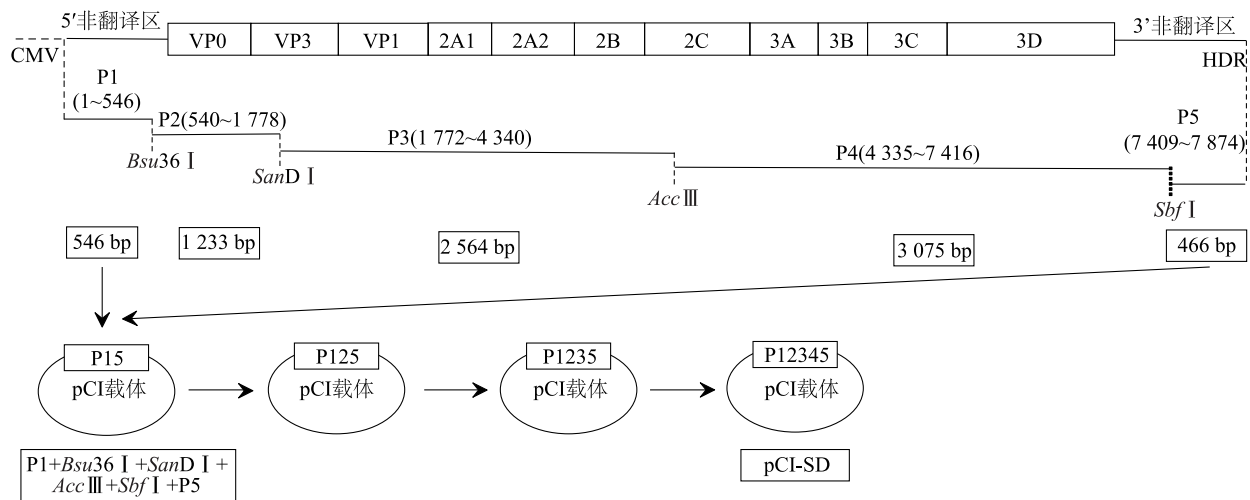 5′非翻译区
VP0 VP3 VP1 2A1 2A2 2B 2C 3A 3B 3C 3D
3’非翻译区
CMV
HDR
P1
(1~546)
P2(540~1 778)
P3(1 772~4 340)
P4(4 335~7 416)
P5
(7 409~7 874)
Bsu36 Ⅰ
SanD Ⅰ
Acc Ⅲ
Sbf Ⅰ
546 bp
1 233 bp
2 564 bp
3 075 bp
466 bp
P15
pCI载体
P125
pCI载体
P1235
pCI载体
P12345
pCI载体
P1+Bsu36 Ⅰ +SanD Ⅰ +
Acc Ⅲ +Sbf Ⅰ +P5
pCI-SD